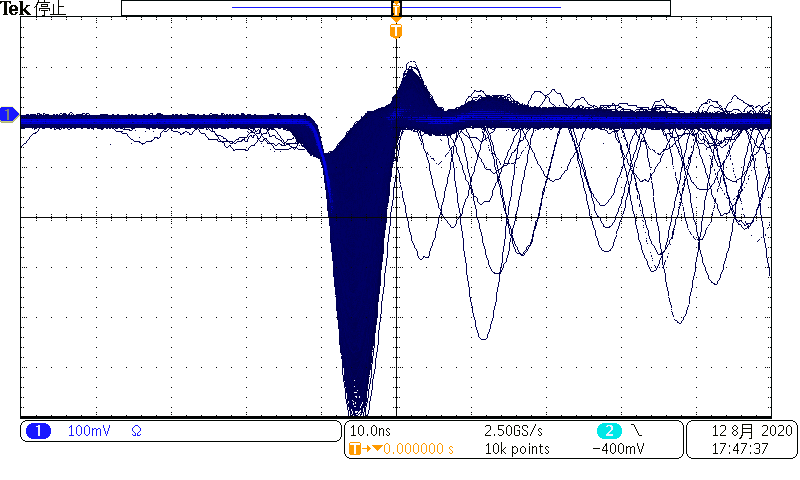 Tek 停止
T
T
1
1 100mV Ω
10.0ns 2.50GS/s 2
T→▼0.000000 s 10k points −400mV
12 8月 2020
17:47:37